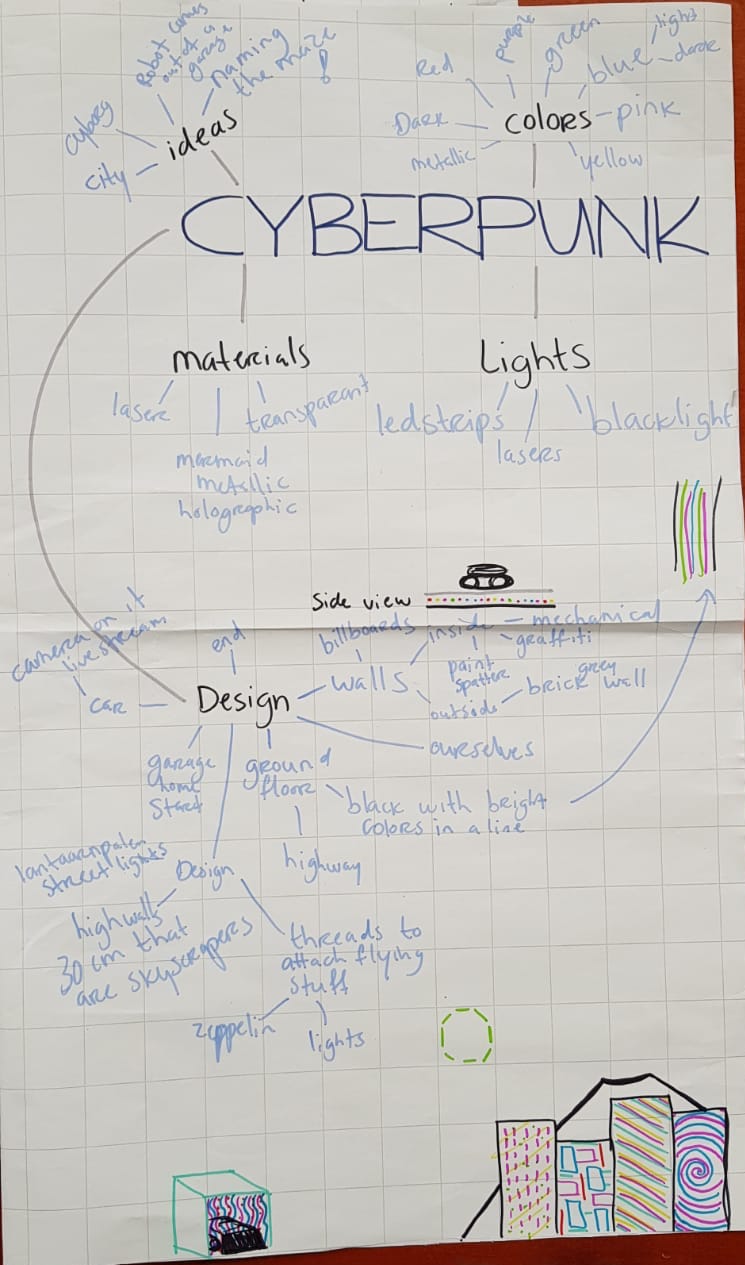 Robot comes
out of a
garage
naming
the maze
!
cyborg
city
ideas
Red
purple
green
blue
light
dark
Dark
colors
pink
metallic
yellow
CYBERPUNK
materials
laser
transparant
mermaid
metallic
holographic
Lights
ledstrips
lasers
blacklight
Side view
camera on it
livestream
car
end
Design
billboards
walls
inside
mechanical
graffiti
paint
spatter
outside
grey
brick wall
ourselves
garage
home
start
ground
floor
black with bright
colors in a line
highway
lantaarnpalen
street lights
Design
high walls
30 cm that
are skyscrapers
threads to
attach flying
stuff
zeppelin
lights